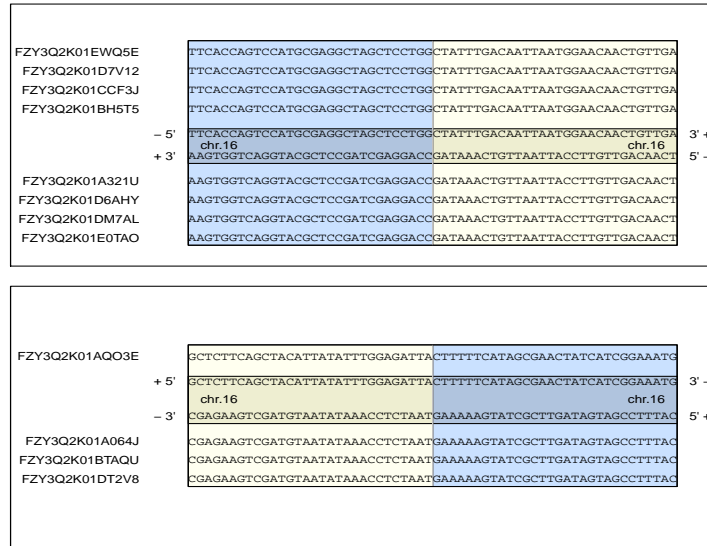 FZY3Q2K01EWQ5E TTCACCAGTCCATGCGAGGCTAGCTCCTGGCTATTTGACAATTAATGGAACAACTGTTGA
FZY3Q2K01D7V12 TTCACCAGTCCATGCGAGGCTAGCTCCTGGCTATTTGACAATTAATGGAACAACTGTTGA
FZY3Q2K01CCF3J TTCACCAGTCCATGCGAGGCTAGCTCCTGGCTATTTGACAATTAATGGAACAACTGTTGA
FZY3Q2K01BH5T5 TTCACCAGTCCATGCGAGGCTAGCTCCTGGCTATTTGACAATTAATGGAACAACTGTTGA
– 5' TTCACCAGTCCATGCGAGGCTAGCTCCTGGCTATTTGACAATTAATGGAACAACTGTTGA 3' +
chr.16 chr.16
+ 3' AAGTGGTCAGGTACGCTCCGATCGAGGACCGATAAACTGTTAATTACCTTGTTGACAACT 5' –
FZY3Q2K01A321U AAGTGGTCAGGTACGCTCCGATCGAGGACCGATAAACTGTTAATTACCTTGTTGACAACT
FZY3Q2K01D6AHY AAGTGGTCAGGTACGCTCCGATCGAGGACCGATAAACTGTTAATTACCTTGTTGACAACT
FZY3Q2K01DM7AL AAGTGGTCAGGTACGCTCCGATCGAGGACCGATAAACTGTTAATTACCTTGTTGACAACT
FZY3Q2K01E0TAO AAGTGGTCAGGTACGCTCCGATCGAGGACCGATAAACTGTTAATTACCTTGTTGACAACT
FZY3Q2K01AQO3E GCTCTTCAGCTACATTATATTTGGAGATTACTTTTTCATAGCGAACTATCATCGGAAATG
+ 5' GCTCTTCAGCTACATTATATTTGGAGATTACTTTTTCATAGCGAACTATCATCGGAAATG 3' –
chr.16 chr.16
– 3' CGAGAAGTCGATGTAATATAAACCTCTAATGAAAAAGTATCGCTTGATAGTAGCCTTTAC 5' +
FZY3Q2K01A064J CGAGAAGTCGATGTAATATAAACCTCTAATGAAAAAGTATCGCTTGATAGTAGCCTTTAC
FZY3Q2K01BTAQU CGAGAAGTCGATGTAATATAAACCTCTAATGAAAAAGTATCGCTTGATAGTAGCCTTTAC
FZY3Q2K01DT2V8 CGAGAAGTCGATGTAATATAAACCTCTAATGAAAAAGTATCGCTTGATAGTAGCCTTTAC